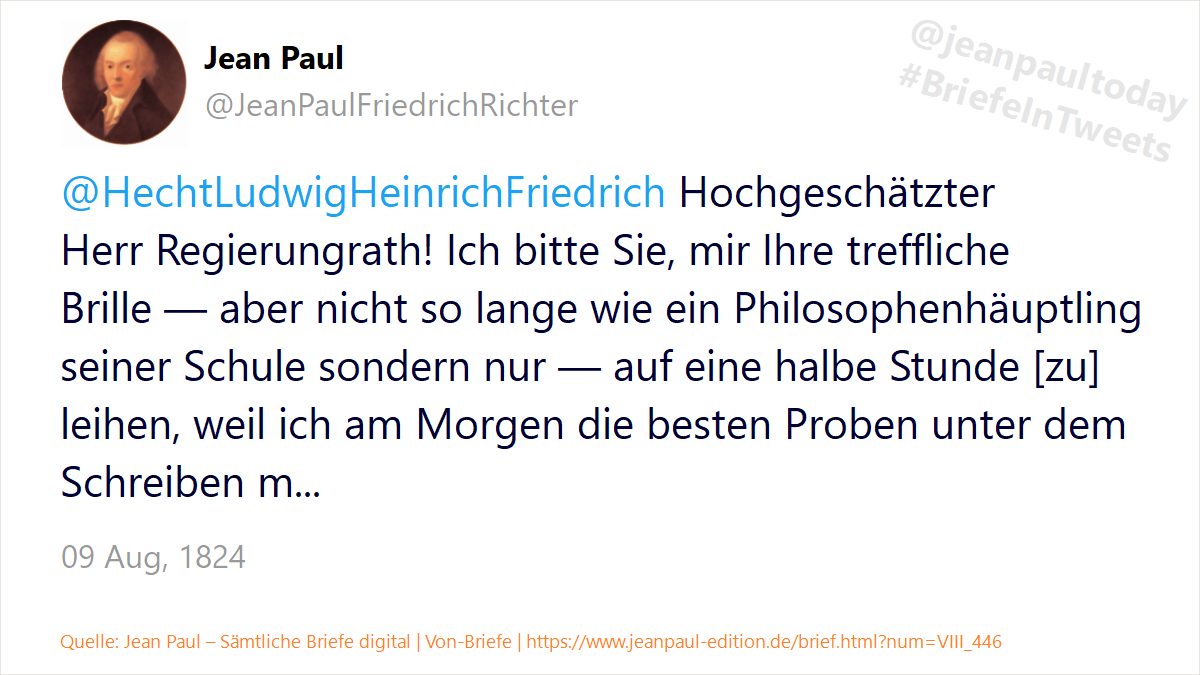 Jean Paul
@JeanPaulFriedrichRichter
@jeanpaultoday
#BriefeInTweets
@HechtLudwigHeinrichFriedrich Hochgeschätzter
Herr Regierungrath! Ich bitte Sie, mir Ihre treffliche
Brille — aber nicht so lange wie ein Philosophenhäuptling
seiner Schule sondern nur — auf eine halbe Stunde [zu]
leihen, weil ich am Morgen die besten Proben unter dem
Schreiben m...
09 Aug, 1824
Quelle: Jean Paul – Sämtliche Briefe digital | Von-Briefe | https://www.jeanpaul-edition.de/brief.html?num=VIII_446